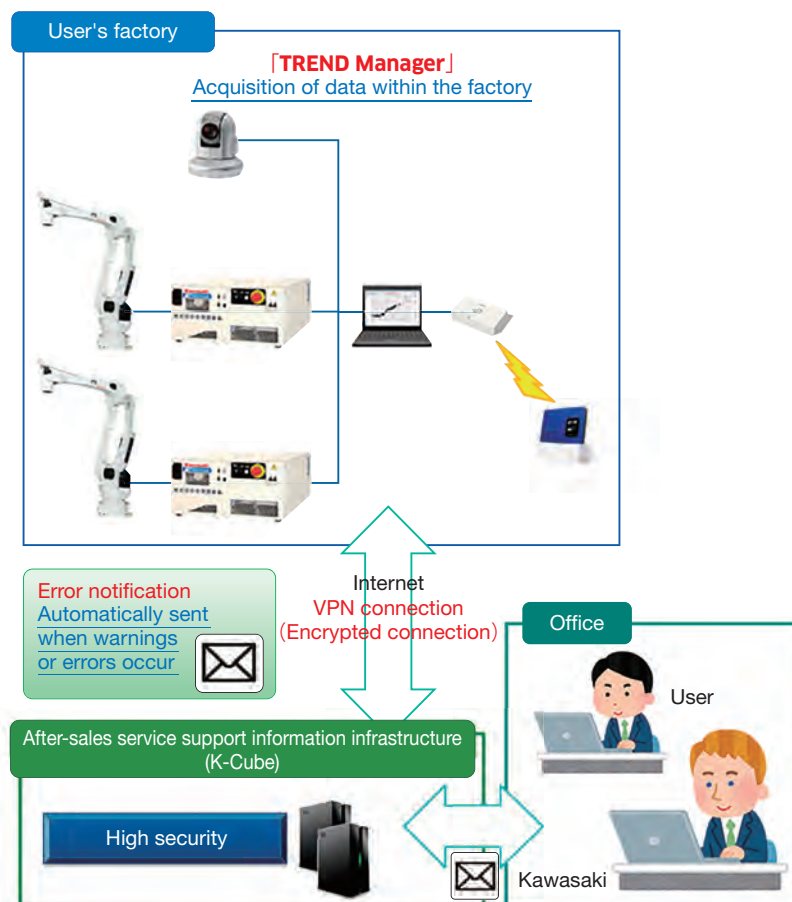 User's factory
「TREND Manager」
Acquisition of data within the factory
Error notification
Automatically sent
when warnings
or errors occur
Internet
VPN connection
(Encrypted connection)
Office
User
After-sales service support information infrastructure
(K-Cube)
High security
Kawasaki